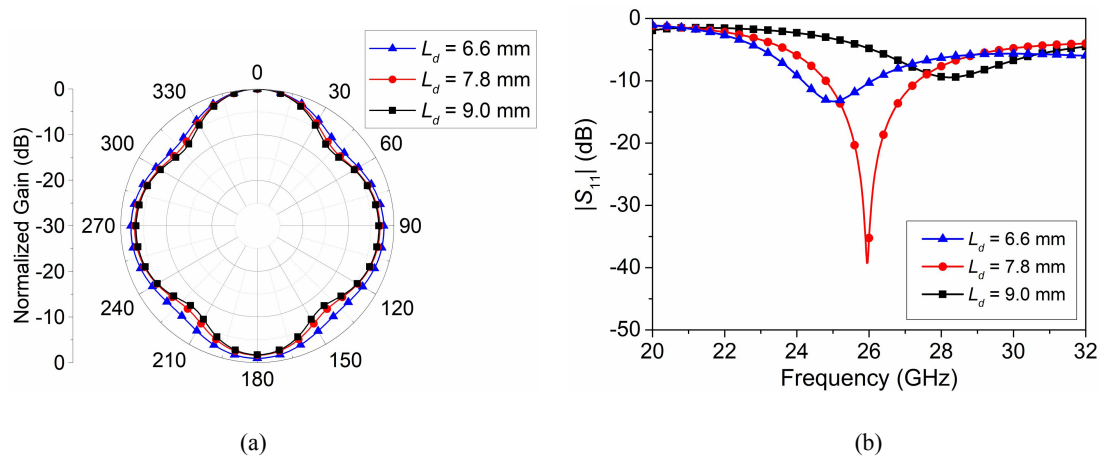 (a)
L_d = 6.6 mm
L_d = 7.8 mm
L_d = 9.0 mm
Normalized Gain (dB)
0
-10
-20
-30
-20
-10
0
0
30
60
90
120
150
180
210
240
270
300
330
(b)
|S_11| (dB)
0
-10
-20
-30
-40
-50
20
22
24
26
28
30
32
Frequency (GHz)
L_d = 6.6 mm
L_d = 7.8 mm
L_d = 9.0 mm